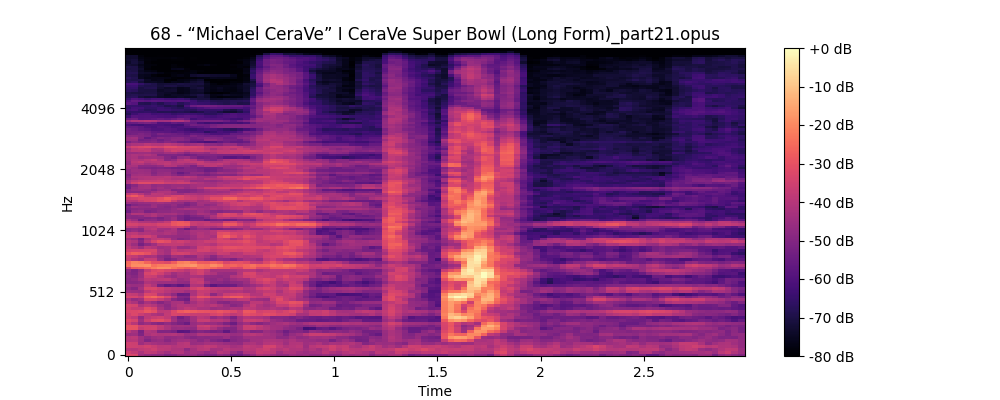 68 - “Michael CeraVe” I CeraVe Super Bowl (Long Form)_part21.opus
4096
2048
1024
512
0
Hz
0
0.5
1
1.5
2
2.5
Time
+0 dB
-10 dB
-20 dB
-30 dB
-40 dB
-50 dB
-60 dB
-70 dB
-80 dB